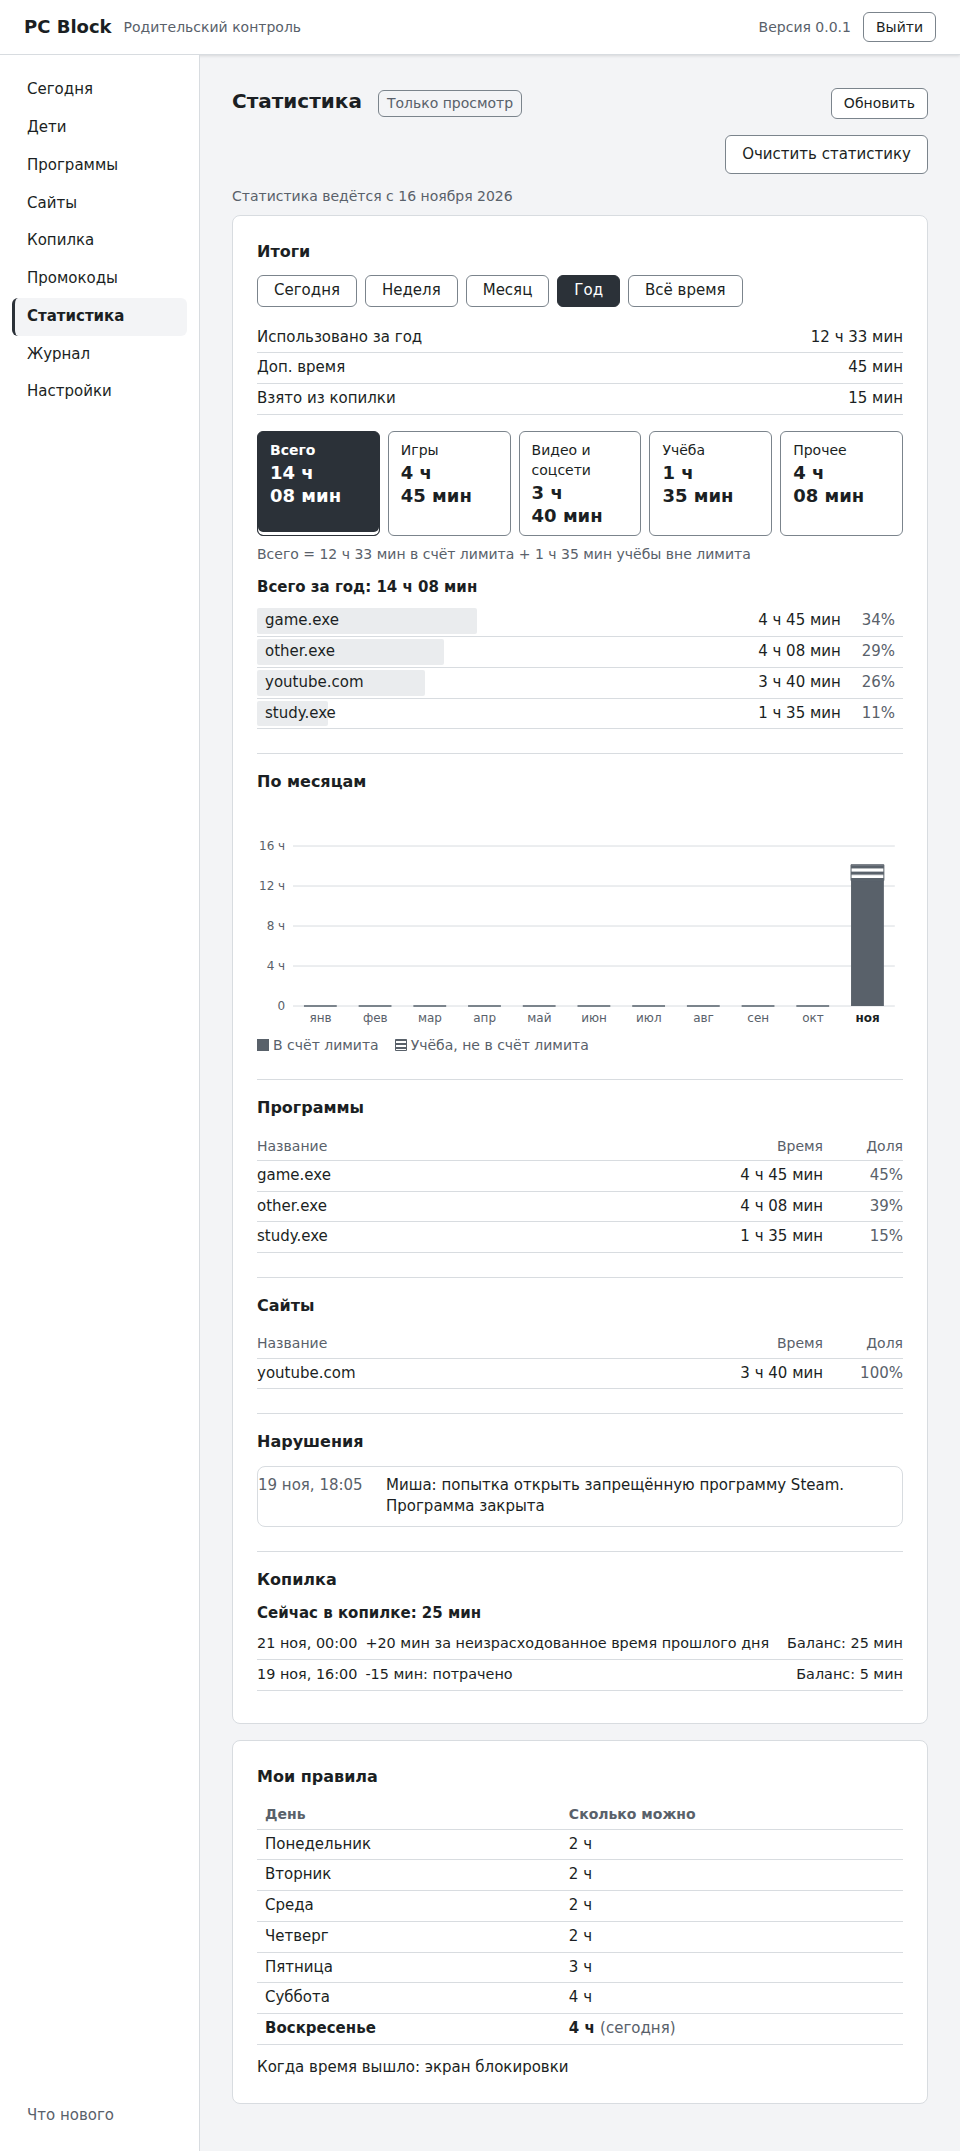 PC Block Родительский контроль Версия 0.0.1 Выйти
Сегодня
Дети
Программы
Сайты
Копилка
Промокоды
Статистика
Журнал
Настройки
Что нового
Статистика Только просмотр Обновить
Очистить статистику
Статистика ведётся с 16 ноября 2026
Итоги
Сегодня Неделя Месяц Год Всё время
Использовано за год 12 ч 33 мин
Доп. время 45 мин
Взято из копилки 15 мин
Всего
14 ч
08 мин
Игры
4 ч
45 мин
Видео и
соцсети
3 ч
40 мин
Учёба
1 ч
35 мин
Прочее
4 ч
08 мин
Всего = 12 ч 33 мин в счёт лимита + 1 ч 35 мин учёбы вне лимита
Всего за год: 14 ч 08 мин
game.exe 4 ч 45 мин 34%
other.exe 4 ч 08 мин 29%
youtube.com 3 ч 40 мин 26%
study.exe 1 ч 35 мин 11%
По месяцам
16 ч
12 ч
8 ч
4 ч
0
янв фев мар апр май июн июл авг сен окт ноя
В счёт лимита Учёба, не в счёт лимита
Программы
Название Время Доля
game.exe 4 ч 45 мин 45%
other.exe 4 ч 08 мин 39%
study.exe 1 ч 35 мин 15%
Сайты
Название Время Доля
youtube.com 3 ч 40 мин 100%
Нарушения
19 ноя, 18:05 Миша: попытка открыть запрещённую программу Steam.
Программа закрыта
Копилка
Сейчас в копилке: 25 мин
21 ноя, 00:00 +20 мин за неизрасходованное время прошлого дня Баланс: 25 мин
19 ноя, 16:00 -15 мин: потрачено Баланс: 5 мин
Мои правила
День Сколько можно
Понедельник 2 ч
Вторник 2 ч
Среда 2 ч
Четверг 2 ч
Пятница 3 ч
Суббота 4 ч
Воскресенье 4 ч (сегодня)
Когда время вышло: экран блокировки